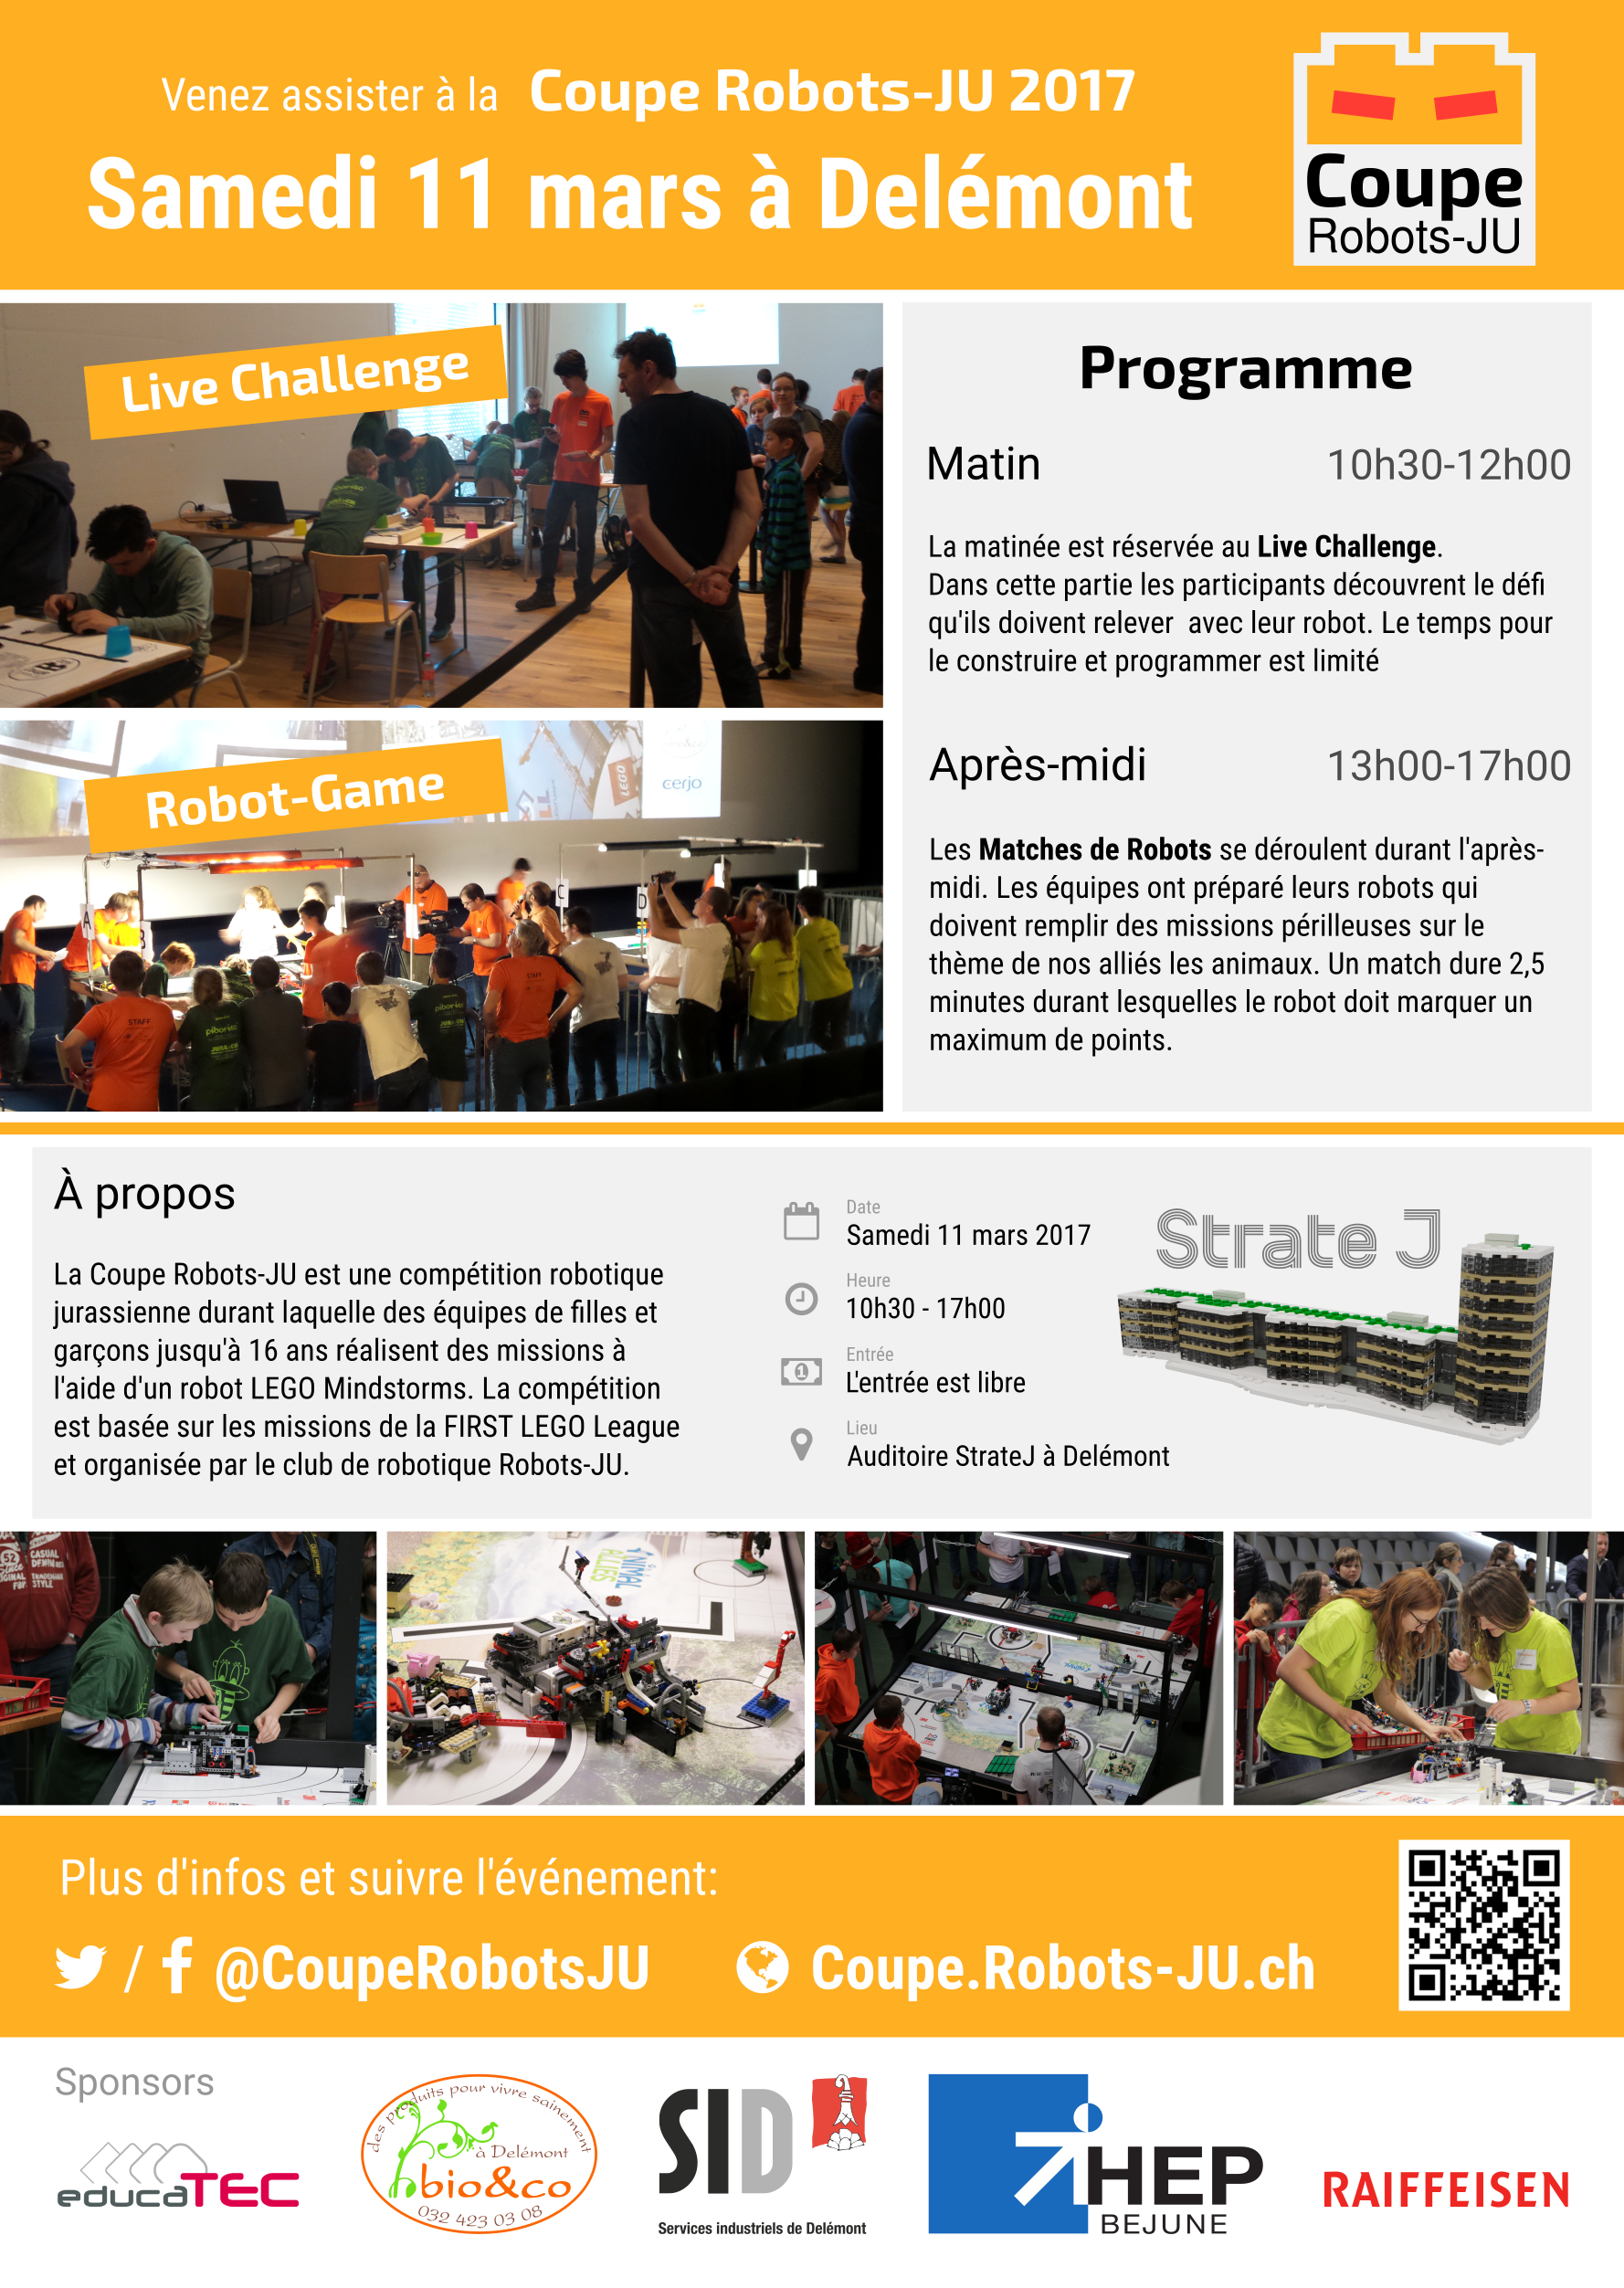 Venez assister à la Coupe Robots-JU 2017
Samedi 11 mars à Delémont
Coupe
Robots-JU
Live Challenge
Robot-Game
LEGO
cerjo
A
B
C
D
STAFF
STAFF
Programme
Matin 10h30-12h00
La matinée est réservée au Live Challenge.
Dans cette partie les participants découvrent le défi
qu'ils doivent relever  avec leur robot. Le temps pour
le construire et programmer est limité
Après-midi 13h00-17h00
Les Matches de Robots se déroulent durant l'après-
midi. Les équipes ont préparé leurs robots qui
doivent remplir des missions périlleuses sur le
thème de nos alliés les animaux. Un match dure 2,5
minutes durant lesquelles le robot doit marquer un
maximum de points.
À propos
La Coupe Robots-JU est une compétition robotique
jurassienne durant laquelle des équipes de filles et
garçons jusqu'à 16 ans réalisent des missions à
l'aide d'un robot LEGO Mindstorms. La compétition
est basée sur les missions de la FIRST LEGO League
et organisée par le club de robotique Robots-JU.
Date
Samedi 11 mars 2017
Heure
10h30 - 17h00
Entrée
L'entrée est libre
Lieu
Auditoire StrateJ à Delémont
Strate J
52
CASUAL
STYLE
ANIMAL
ALLIES
Plus d'infos et suivre l'événement:
/ @CoupeRobotsJU
Coupe.Robots-JU.ch
Sponsors
educaTEC
des produits pour vivre sainement
à Delémont
bio&co
032 423 03 08
SID
Services industriels de Delémont
HEP
BEJUNE
RAIFFEISEN